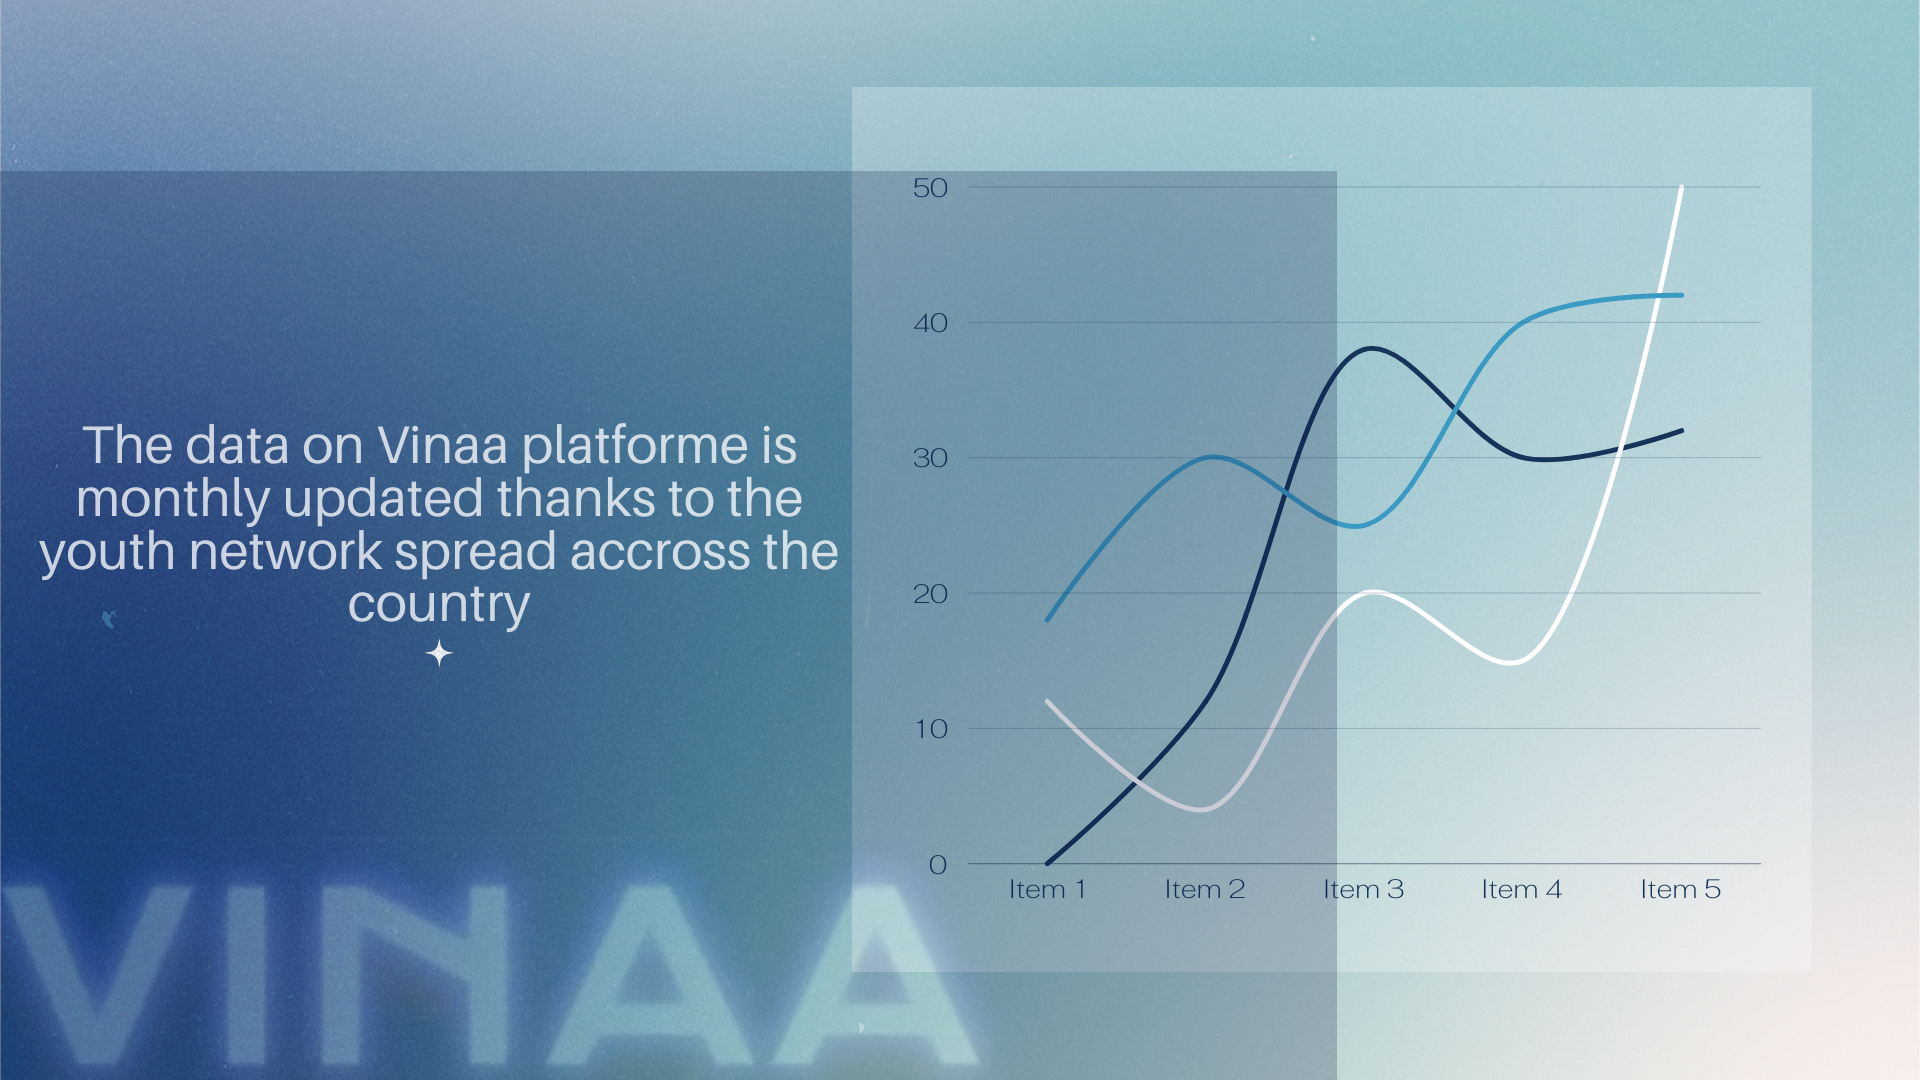 The data on Vinaa platforme is
monthly updated thanks to the
youth network spread accross the
country
50
40
30
20
10
0
Item 1
Item 2
Item 3
Item 4
Item 5
VINAA